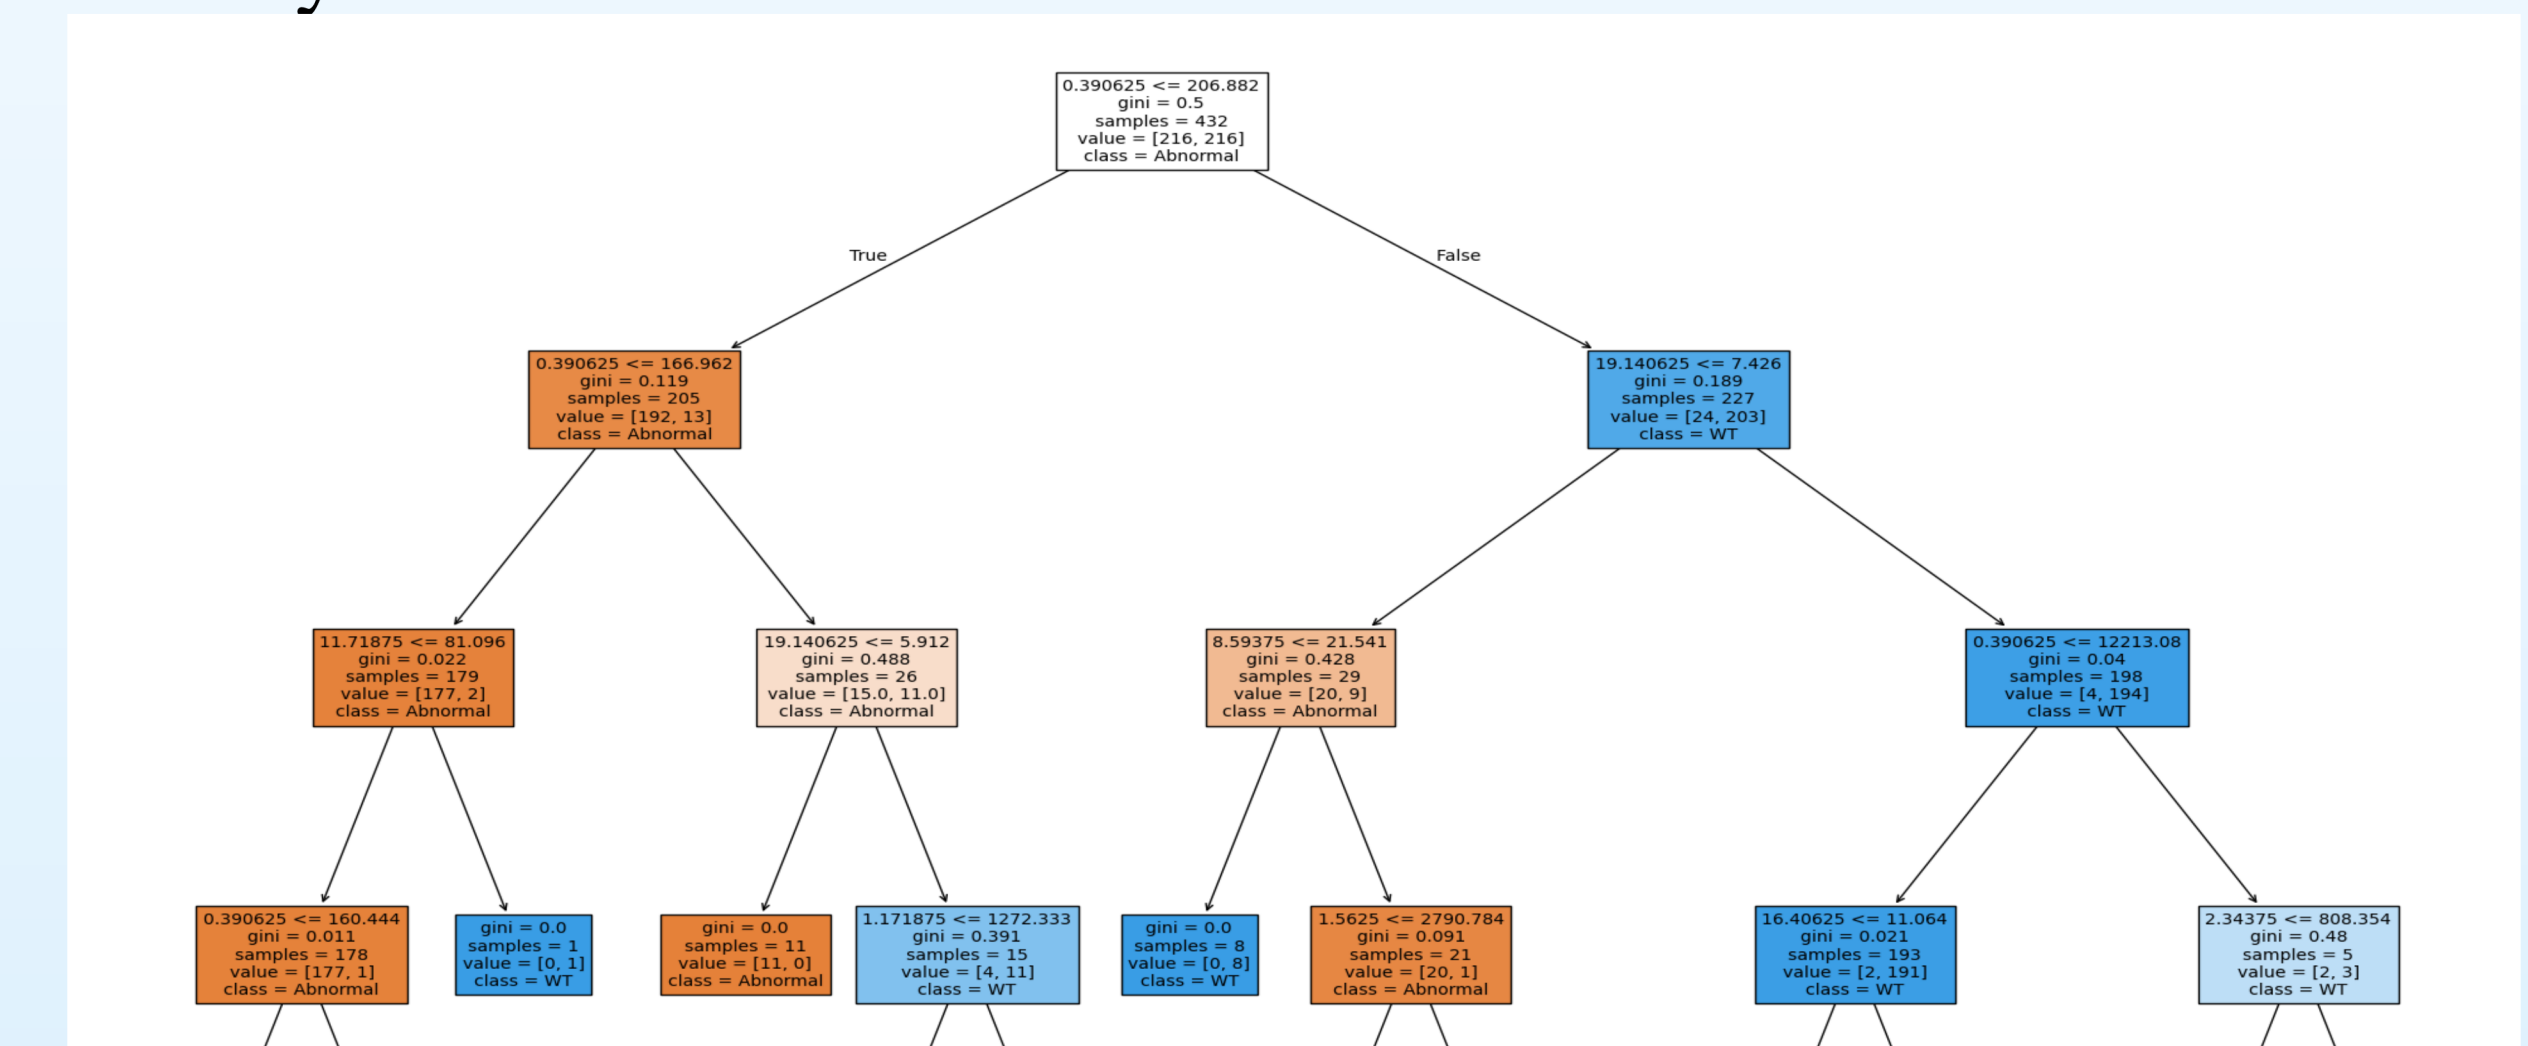 0.390625 <= 206.882
gini = 0.5
samples = 432
value = [216, 216]
class = Abnormal
True
False
0.390625 <= 166.962
gini = 0.119
samples = 205
value = [192, 13]
class = Abnormal
19.140625 <= 7.426
gini = 0.189
samples = 227
value = [24, 203]
class = WT
11.71875 <= 81.096
gini = 0.022
samples = 179
value = [177, 2]
class = Abnormal
19.140625 <= 5.912
gini = 0.488
samples = 26
value = [15.0, 11.0]
class = Abnormal
8.59375 <= 21.541
gini = 0.428
samples = 29
value = [20, 9]
class = Abnormal
0.390625 <= 12213.08
gini = 0.04
samples = 198
value = [4, 194]
class = WT
0.390625 <= 160.444
gini = 0.011
samples = 178
value = [177, 1]
class = Abnormal
gini = 0.0
samples = 1
value = [0, 1]
class = WT
gini = 0.0
samples = 11
value = [11, 0]
class = Abnormal
1.171875 <= 1272.333
gini = 0.391
samples = 15
value = [4, 11]
class = WT
gini = 0.0
samples = 8
value = [0, 8]
class = WT
1.5625 <= 2790.784
gini = 0.091
samples = 21
value = [20, 1]
class = Abnormal
16.40625 <= 11.064
gini = 0.021
samples = 193
value = [2, 191]
class = WT
2.34375 <= 808.354
gini = 0.48
samples = 5
value = [2, 3]
class = WT